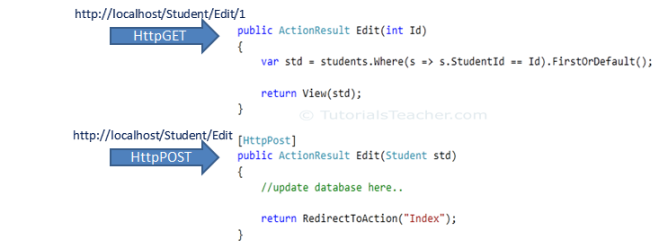 http://localhost/Student/Edit/1
HttpGET
public ActionResult Edit(int Id)
{
var std = students.Where(s => s.StudentId == Id).FirstOrDefault();
return View(std);
}
© TutorialsTeacher.com
http://localhost/Student/Edit
HttpPOST
[HttpPost]
public ActionResult Edit(Student std)
{
//update database here..
return RedirectToAction("Index");
}